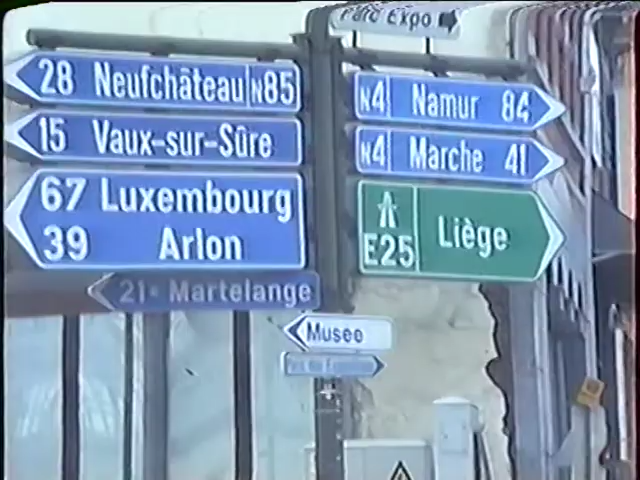 Parc Expo
28 Neufchâteau N85
15 Vaux-sur-Sûre
67 Luxembourg
39 Arlon
21 Martelange
N4 Namur 84
N4 Marche 41
E25 Liège
Musee